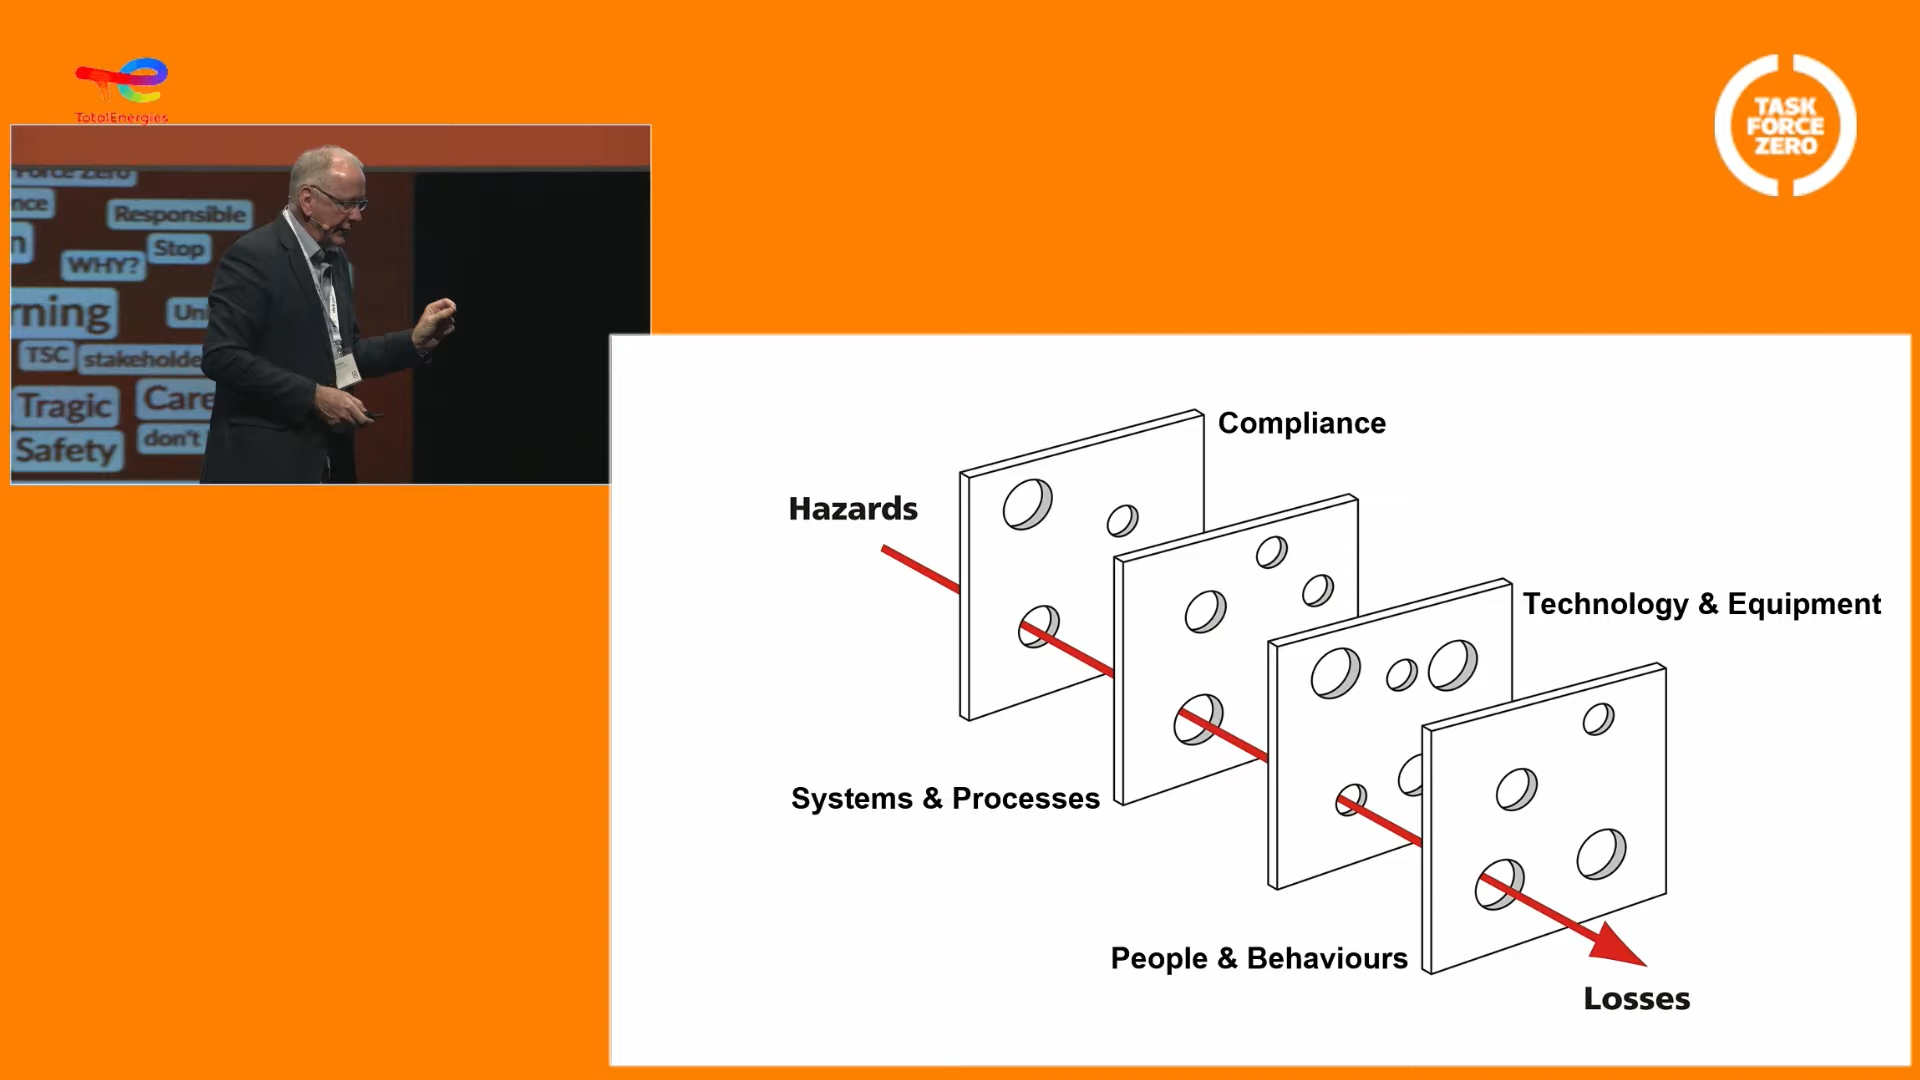 TotalEnergies
TASK
FORCE
ZERO
Force Zero
nce
Responsible
n
Stop
WHY?
rning
Uni
TSC
stakeholde
Tragic
Care
Safety
don't
Compliance
Hazards
Technology & Equipment
Systems & Processes
People & Behaviours
Losses